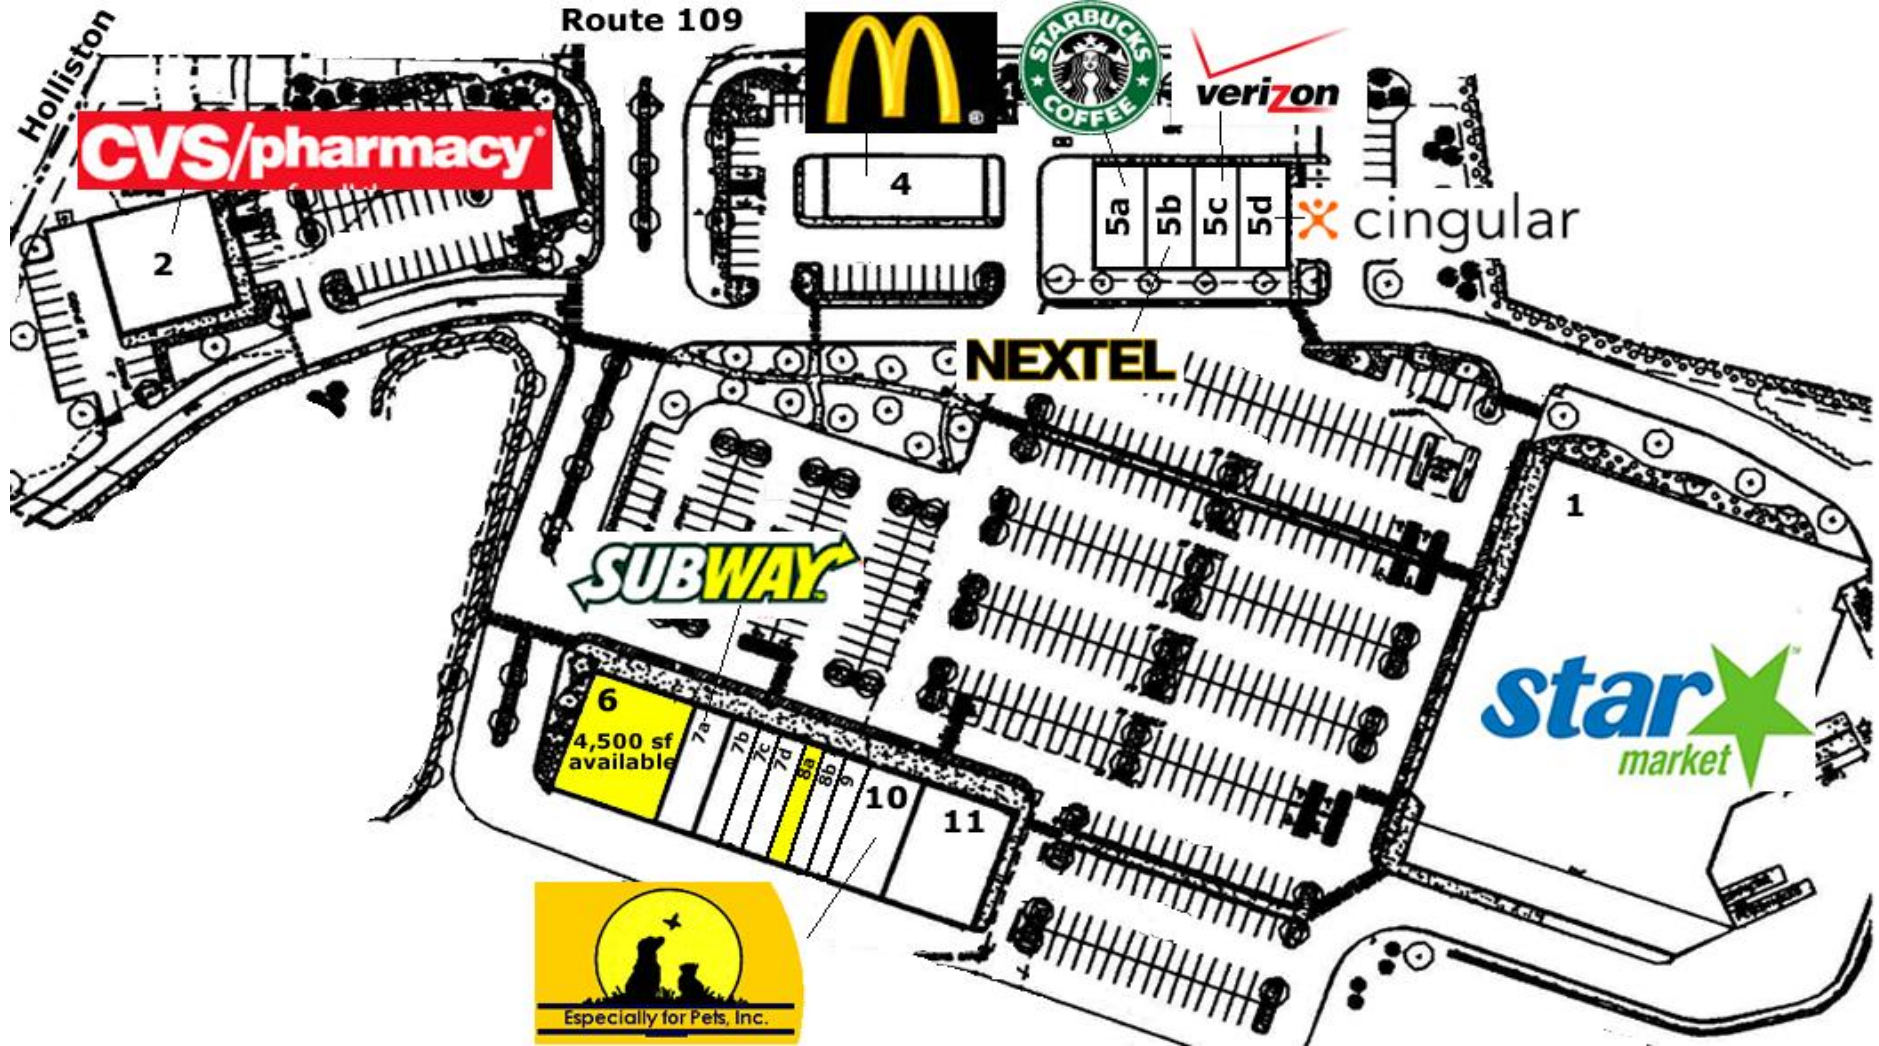 Holliston
Route 109
CVS/pharmacy
2
4
STARBUCKS
COFFEE
verizon
5a
5b
5c
5d
cingular
NEXTEL
1
SUBWAY
star
market
6
4,500 sf
available
7a
7b
7c
7d
8a
8b
9
10
11
Especially for Pets, Inc.